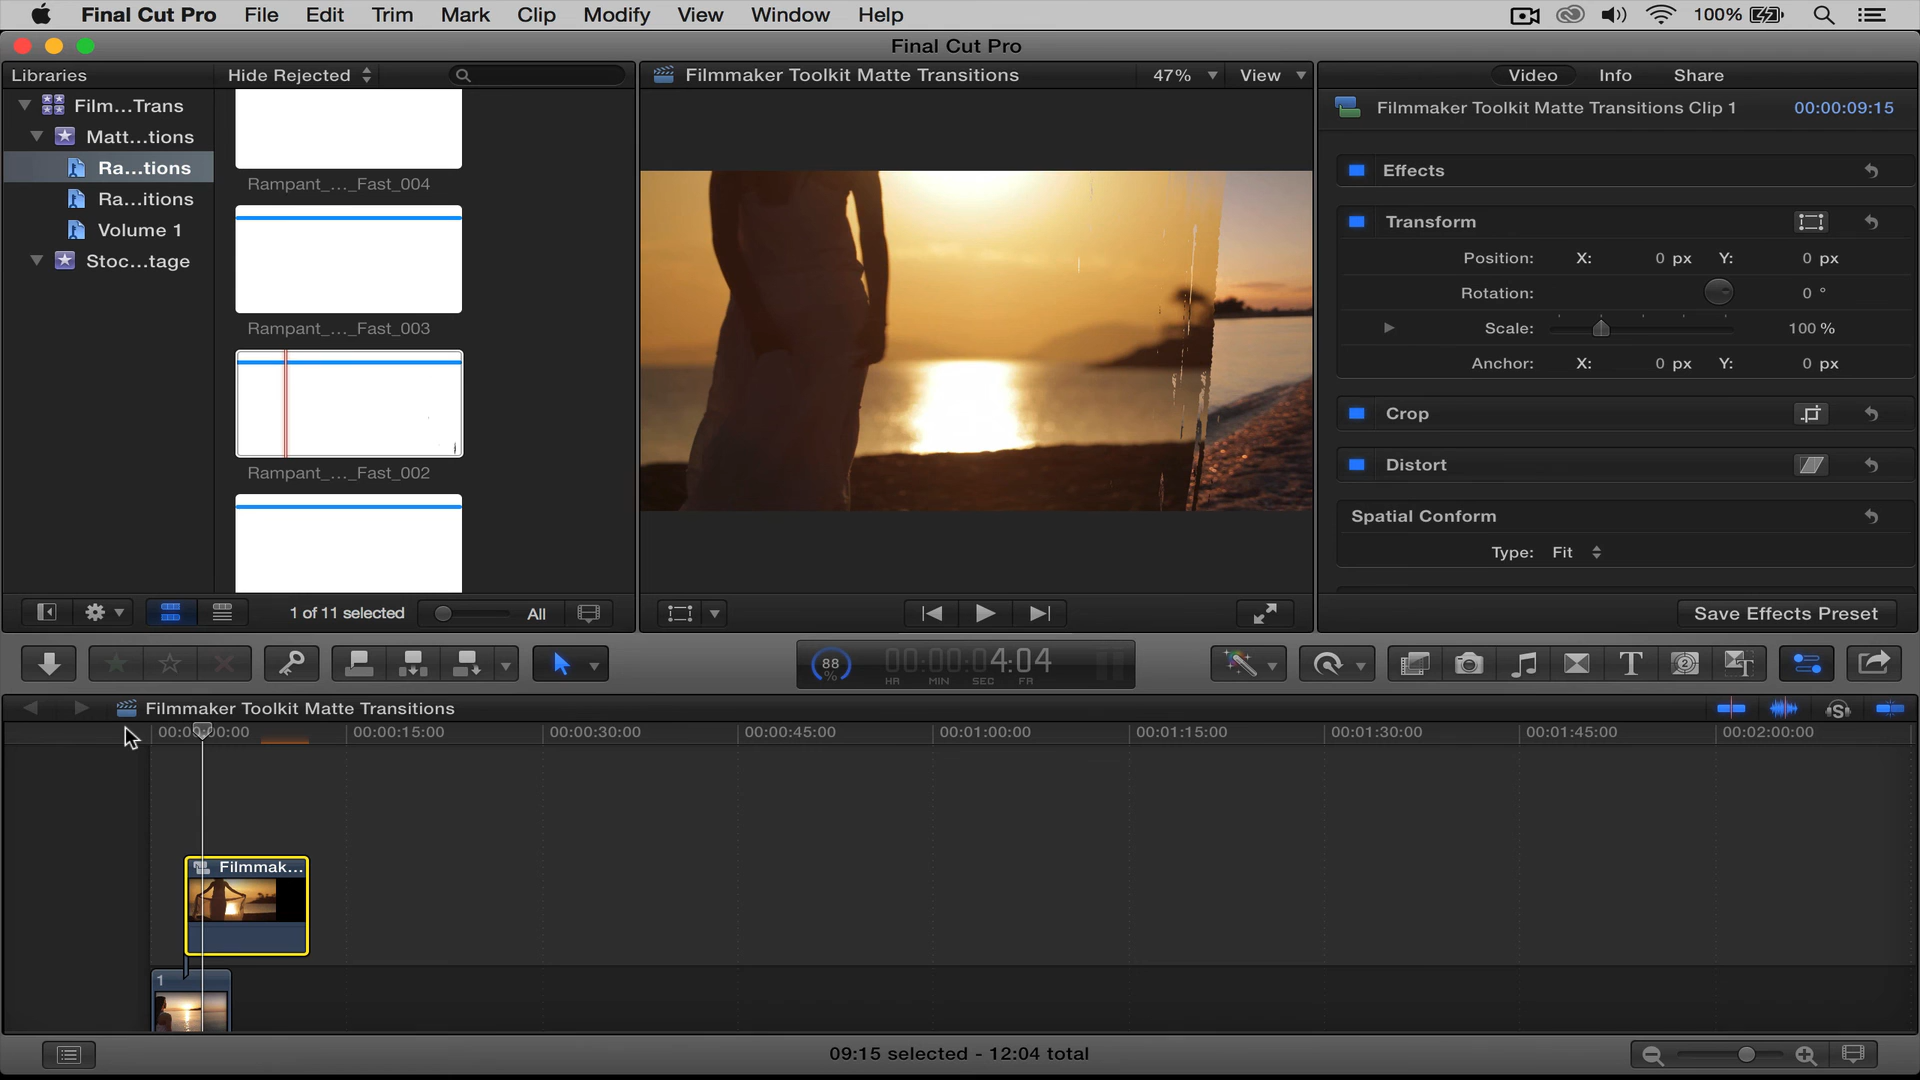 Final Cut Pro File Edit Trim Mark Clip Modify View Window Help 100%
Final Cut Pro
Libraries
Hide Rejected
Filmmaker Toolkit Matte Transitions
47%
View
Video Info Share
Film...Trans
Matt...tions
Ra...tions
Ra...itions
Volume 1
Stoc...tage
Rampant_..._Fast_004
Rampant_..._Fast_003
Rampant_..._Fast_002
Filmmaker Toolkit Matte Transitions Clip 1 00:00:09:15
Effects
Transform
Position: X: 0 px Y: 0 px
Rotation: 0 °
Scale: 100 %
Anchor: X: 0 px Y: 0 px
Crop
Distort
Spatial Conform
Type: Fit
1 of 11 selected
All
Save Effects Preset
88 %
00:00:04:04
HR MIN SEC FR
Filmmaker Toolkit Matte Transitions
00:00:00:00 00:00:15:00 00:00:30:00 00:00:45:00 00:01:00:00 00:01:15:00 00:01:30:00 00:01:45:00 00:02:00:00
Filmmak...
1
09:15 selected - 12:04 total